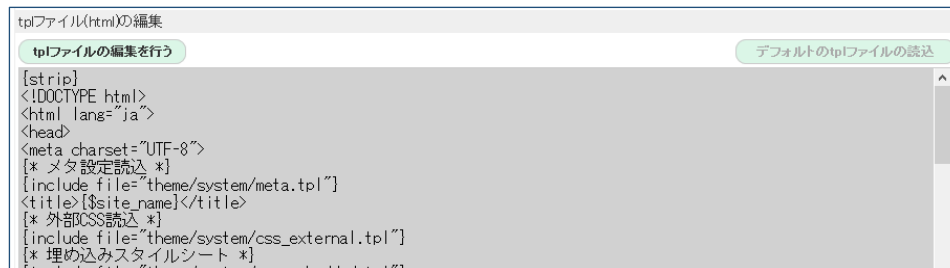 tplファイル(html)の編集
tplファイルの編集を行う
デフォルトのtplファイルの読込
{strip}
<!DOCTYPE html>
<html lang="ja">
<head>
<meta charset="UTF-8">
{* メタ設定読込 *}
{include file="theme/system/meta.tpl"}
<title>{$site_name}</title>
{* 外部CSS読込 *}
{include file="theme/system/css_external.tpl"}
{* 埋め込みスタイルシート *}